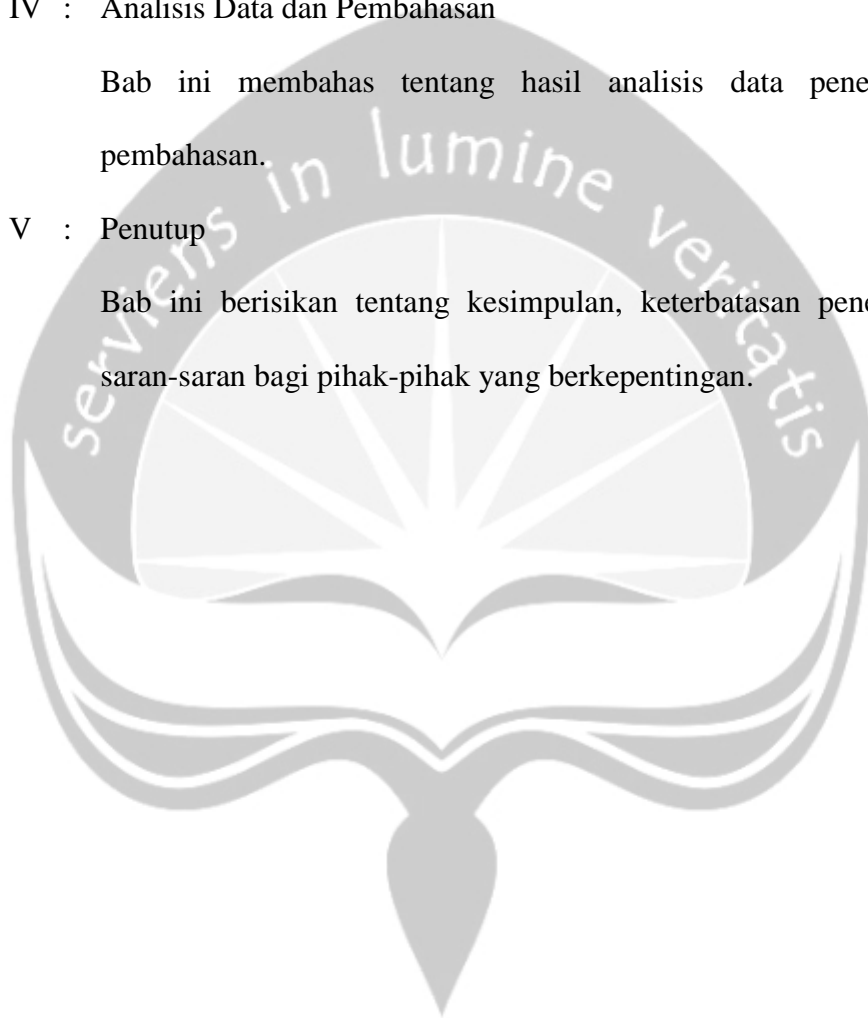 IV : Analisis Data dan Pembahasan
Bab ini membahas tentang hasil analisis data
pembahasan.
V : Penutup
Bab ini berisikan tentang kesimpulan, keterbatasan
saran-saran bagi pihak-pihak yang berkepentingan.
serviens in lumine veritatis